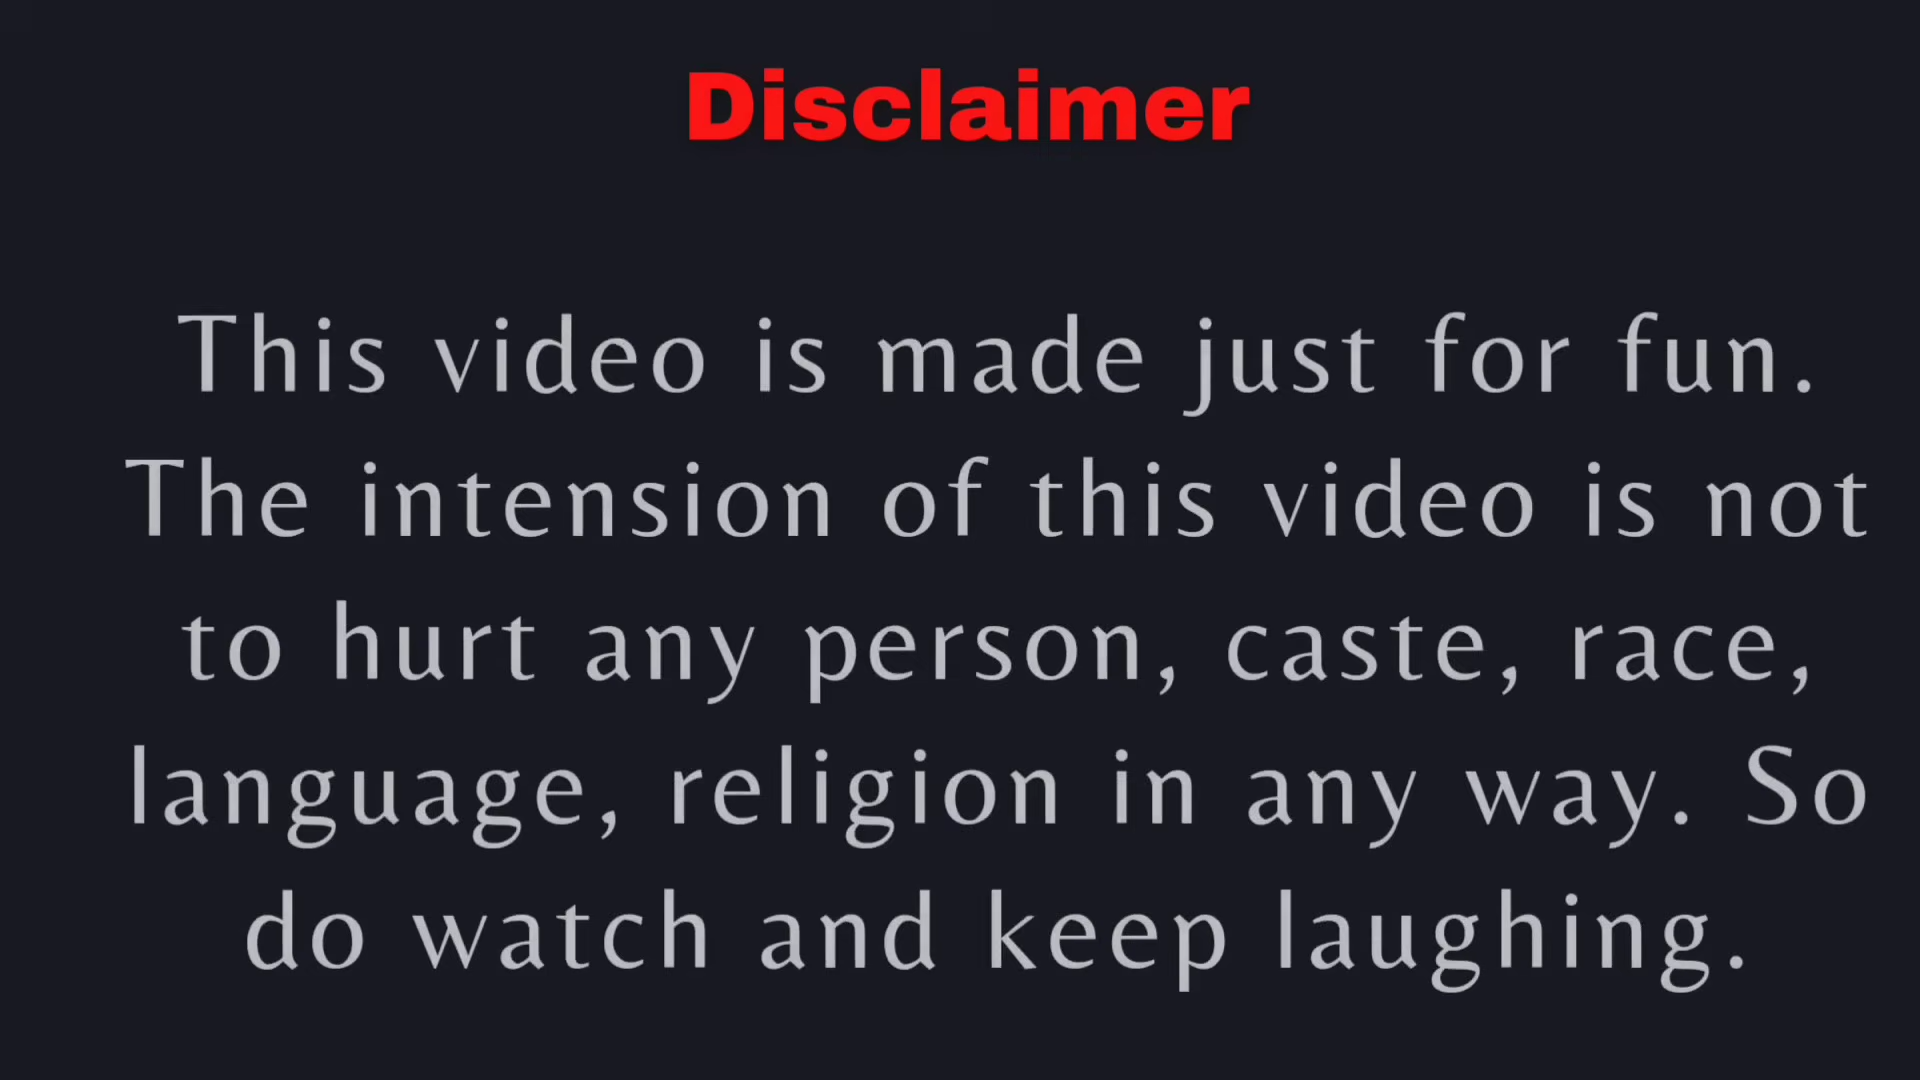 Disclaimer
This video is made just for fun.
The intension of this video is not
to hurt any person, caste, race,
language, religion in any way. So
do watch and keep laughing.